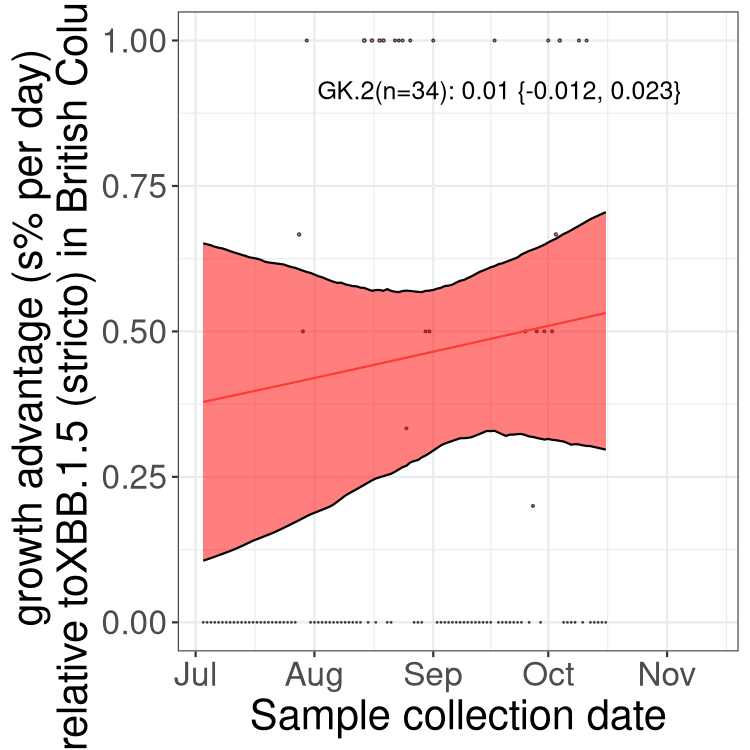 growth advantage (s% per day)
relative toXBB.1.5 (stricto) in British Colu
1.00
0.75
0.50
0.25
0.00
GK.2(n=34): 0.01 {-0.012, 0.023}
Jul Aug Sep Oct Nov
Sample collection date